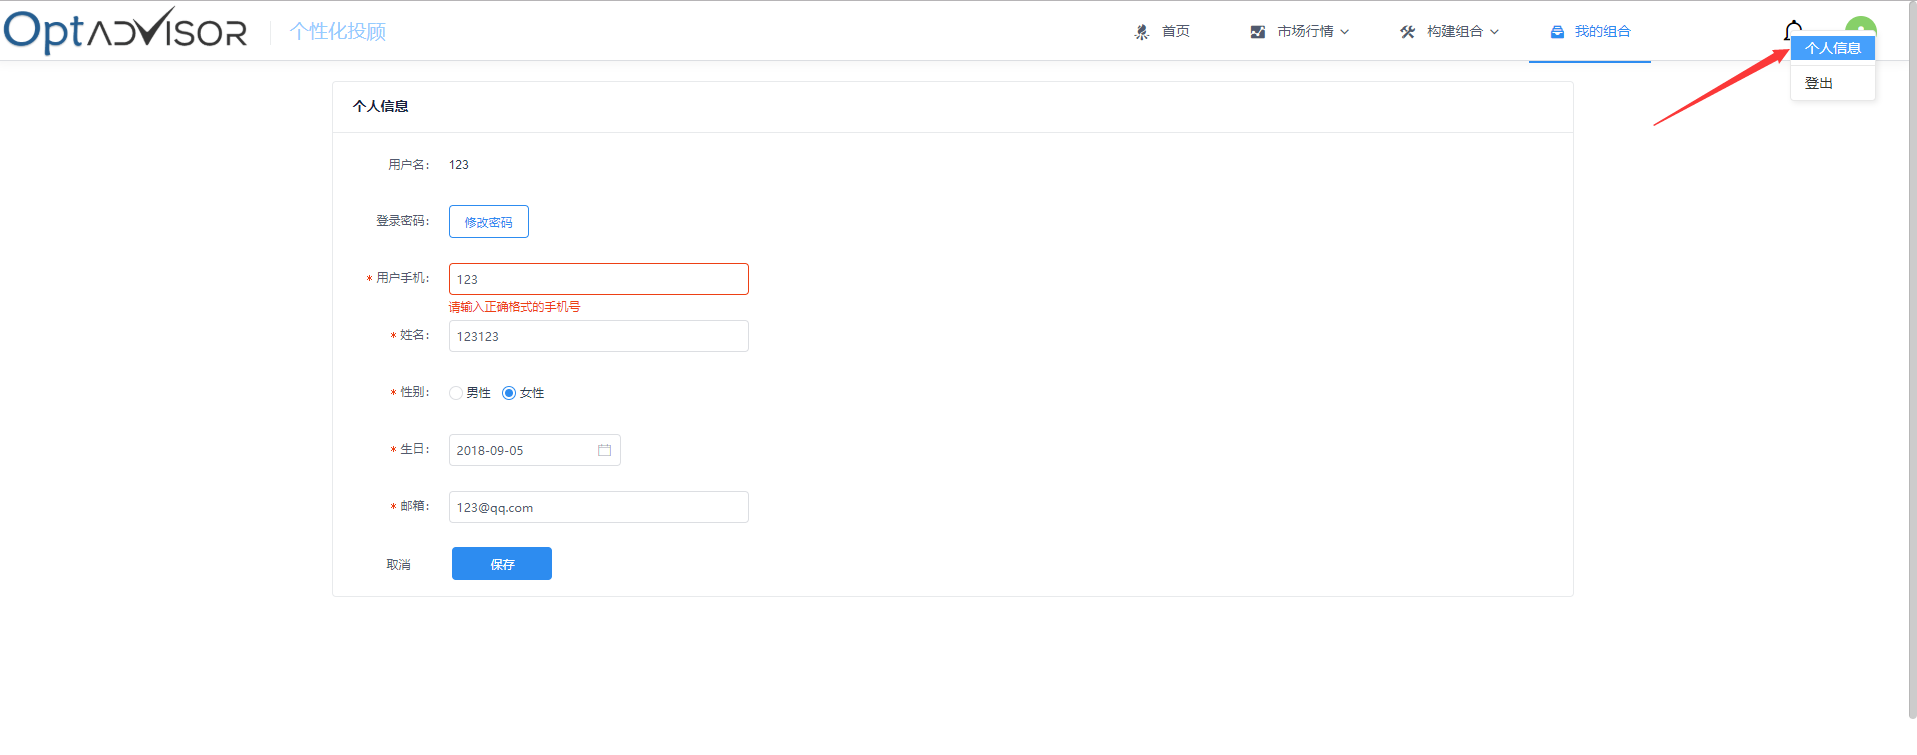 OptADVISOR 个性化投顾 首页 市场行情 构建组合 我的组合
个人信息
登出
个人信息
用户名： 123
登录密码： 修改密码
* 用户手机： 123
请输入正确格式的手机号
* 姓名： 123123
* 性别： 男性 女性
* 生日： 2018-09-05
* 邮箱： 123@qq.com
取消 保存